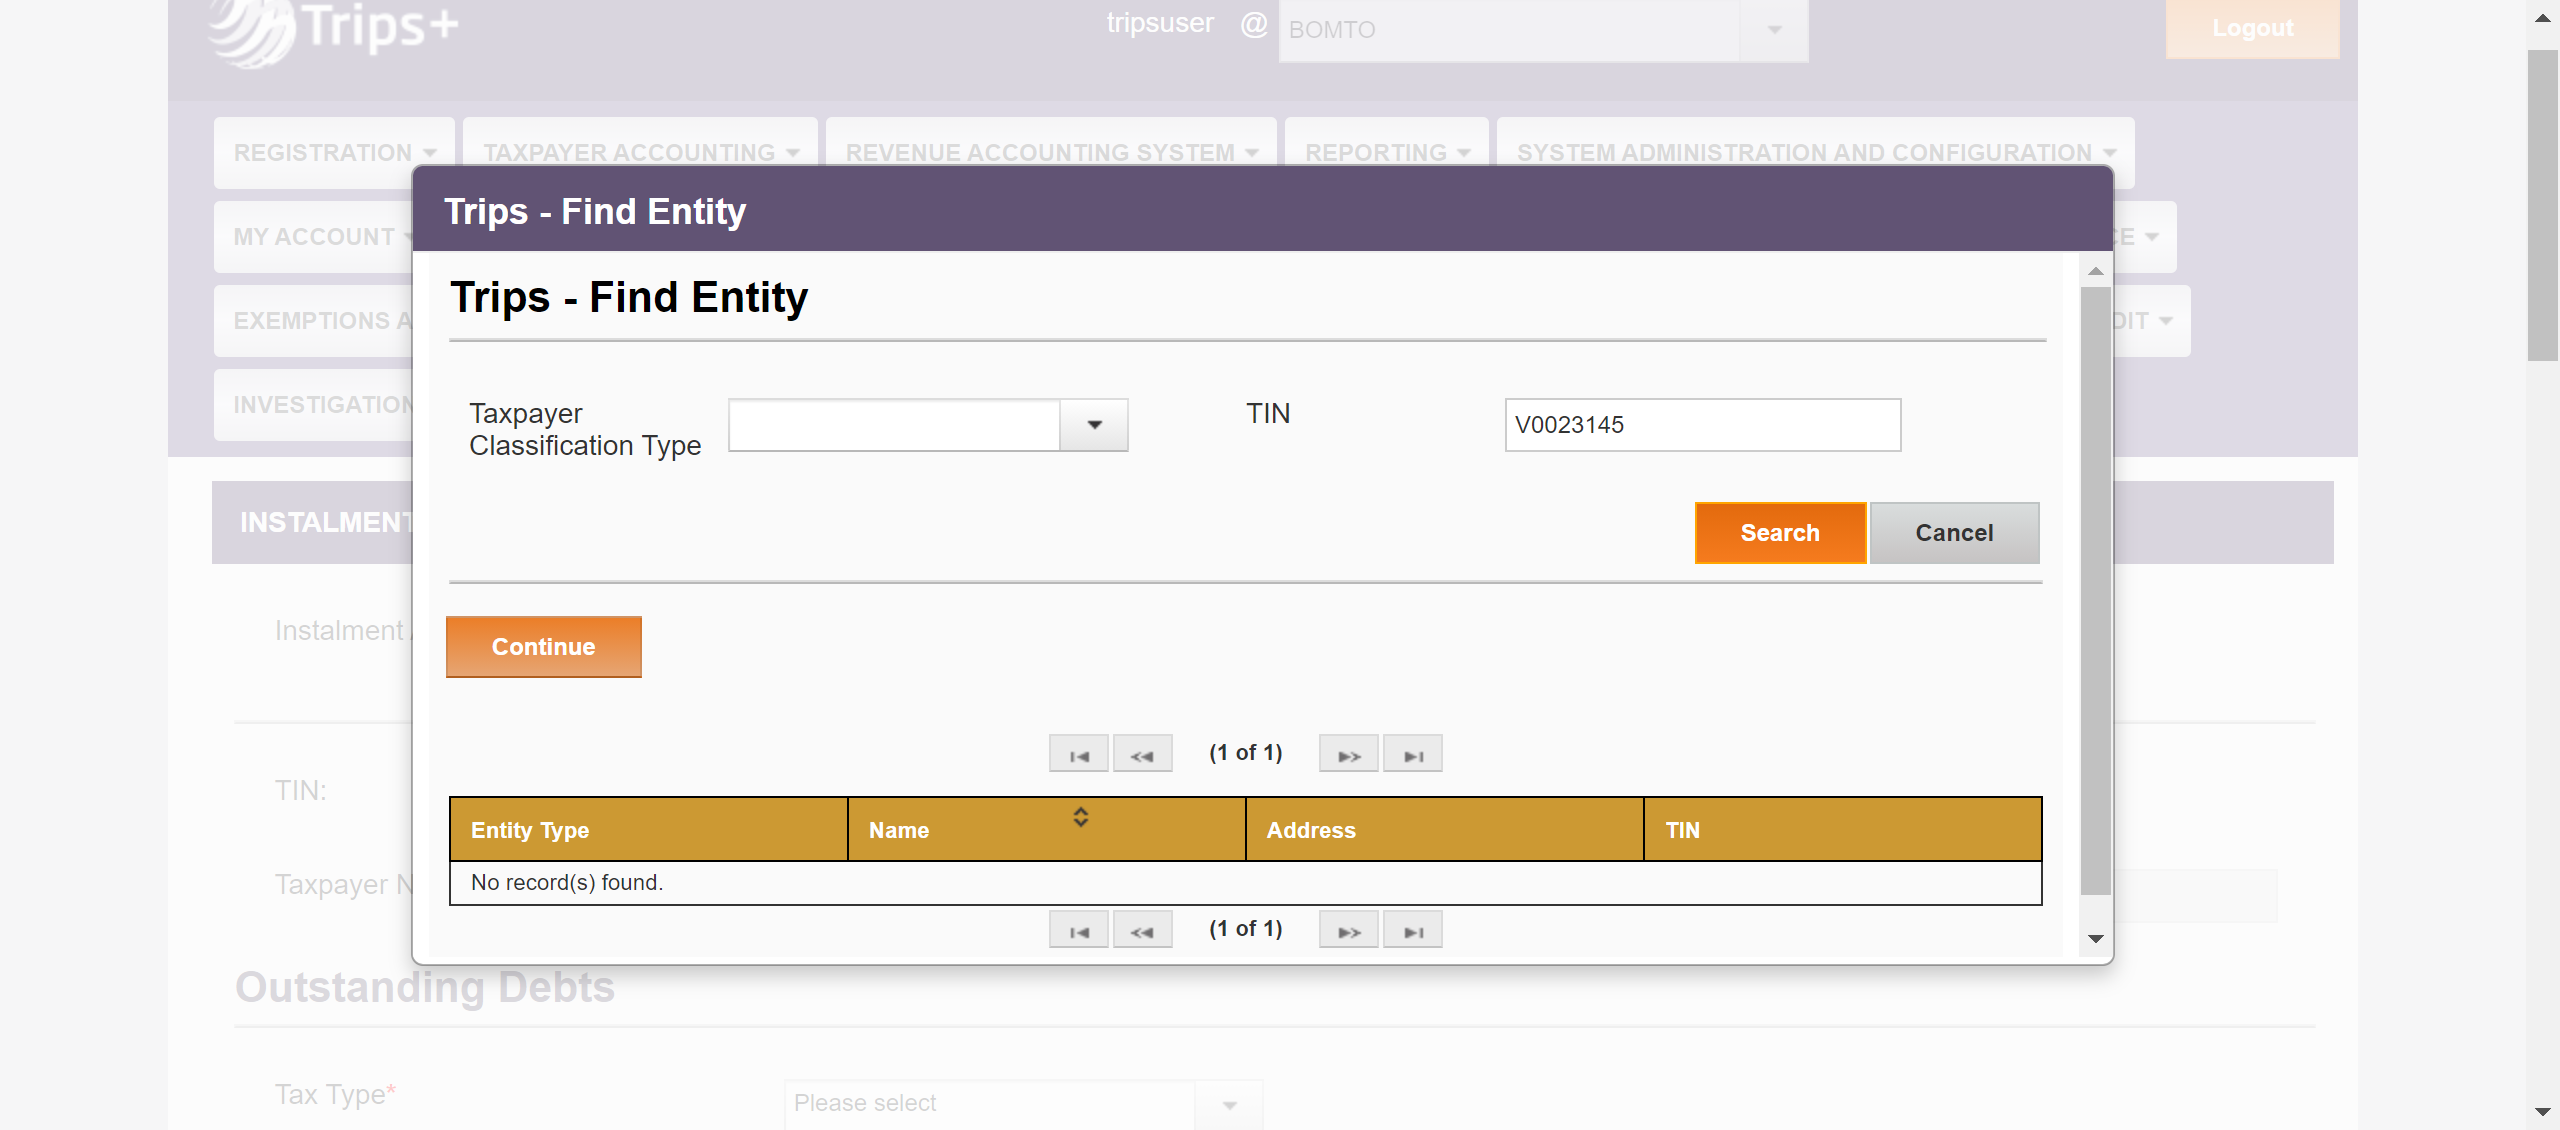 Trips+
tripsuser @ BOMTO
Logout
REGISTRATION TAXPAYER ACCOUNTING REVENUE ACCOUNTING SYSTEM REPORTING SYSTEM ADMINISTRATION AND CONFIGURATION
MY ACCOUNT CE
EXEMPTIONS A DIT
INVESTIGATION
Trips - Find Entity
Trips - Find Entity
Taxpayer
Classification Type
TIN V0023145
Search Cancel
INSTALMENT
Instalment
Continue
(1 of 1)
TIN:
Entity Type Name Address TIN
No record(s) found.
Taxpayer N
(1 of 1)
Outstanding Debts
Tax Type* Please select